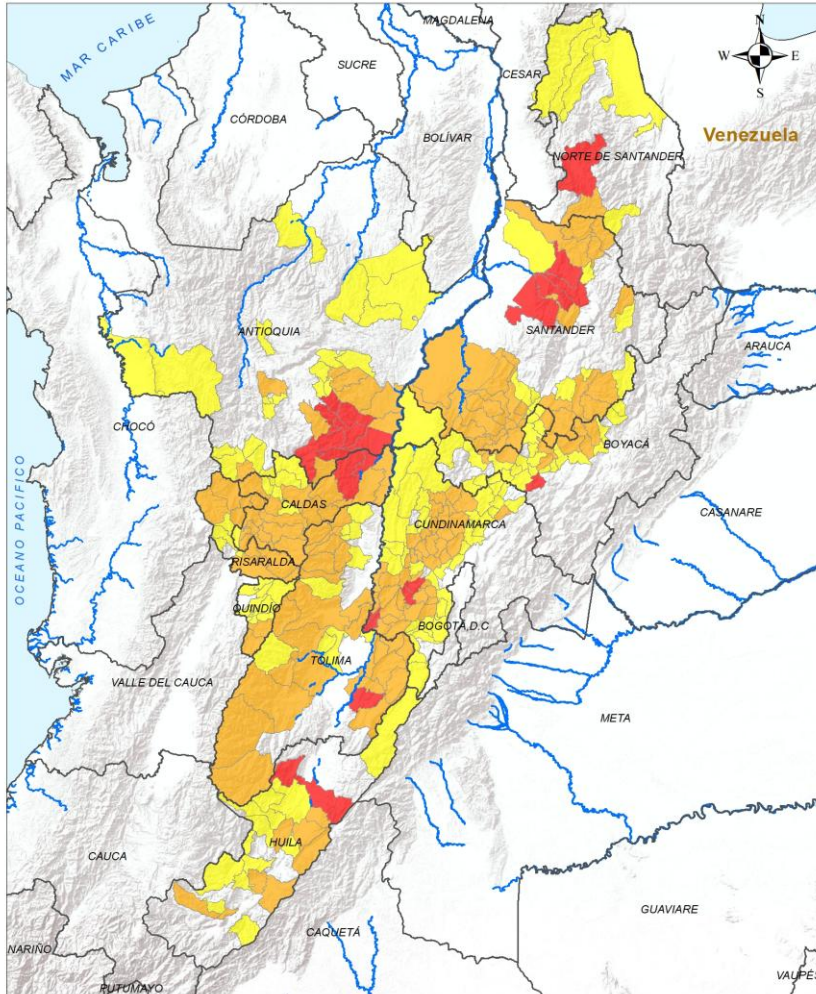 MAGDALENA
MAR CARIBE
N
W E
S
SUCRE
CESAR
CÓRDOBA
BOLÍVAR
Venezuela
NORTE DE SANTANDER
ANTIOQUIA
SANTANDER
ARAUCA
CHOCÓ
BOYACÁ
OCEANO PACIFICO
CALDAS
CUNDINAMARCA
CASANARE
RISARALDA
QUINDÍO
BOGOTÁ,D.C
TOLIMA
VALLE DEL CAUCA
META
HUILA
CAUCA
GUAVIARE
CAQUETÁ
NARIÑO
PUTUMAYO
VAUPÉS